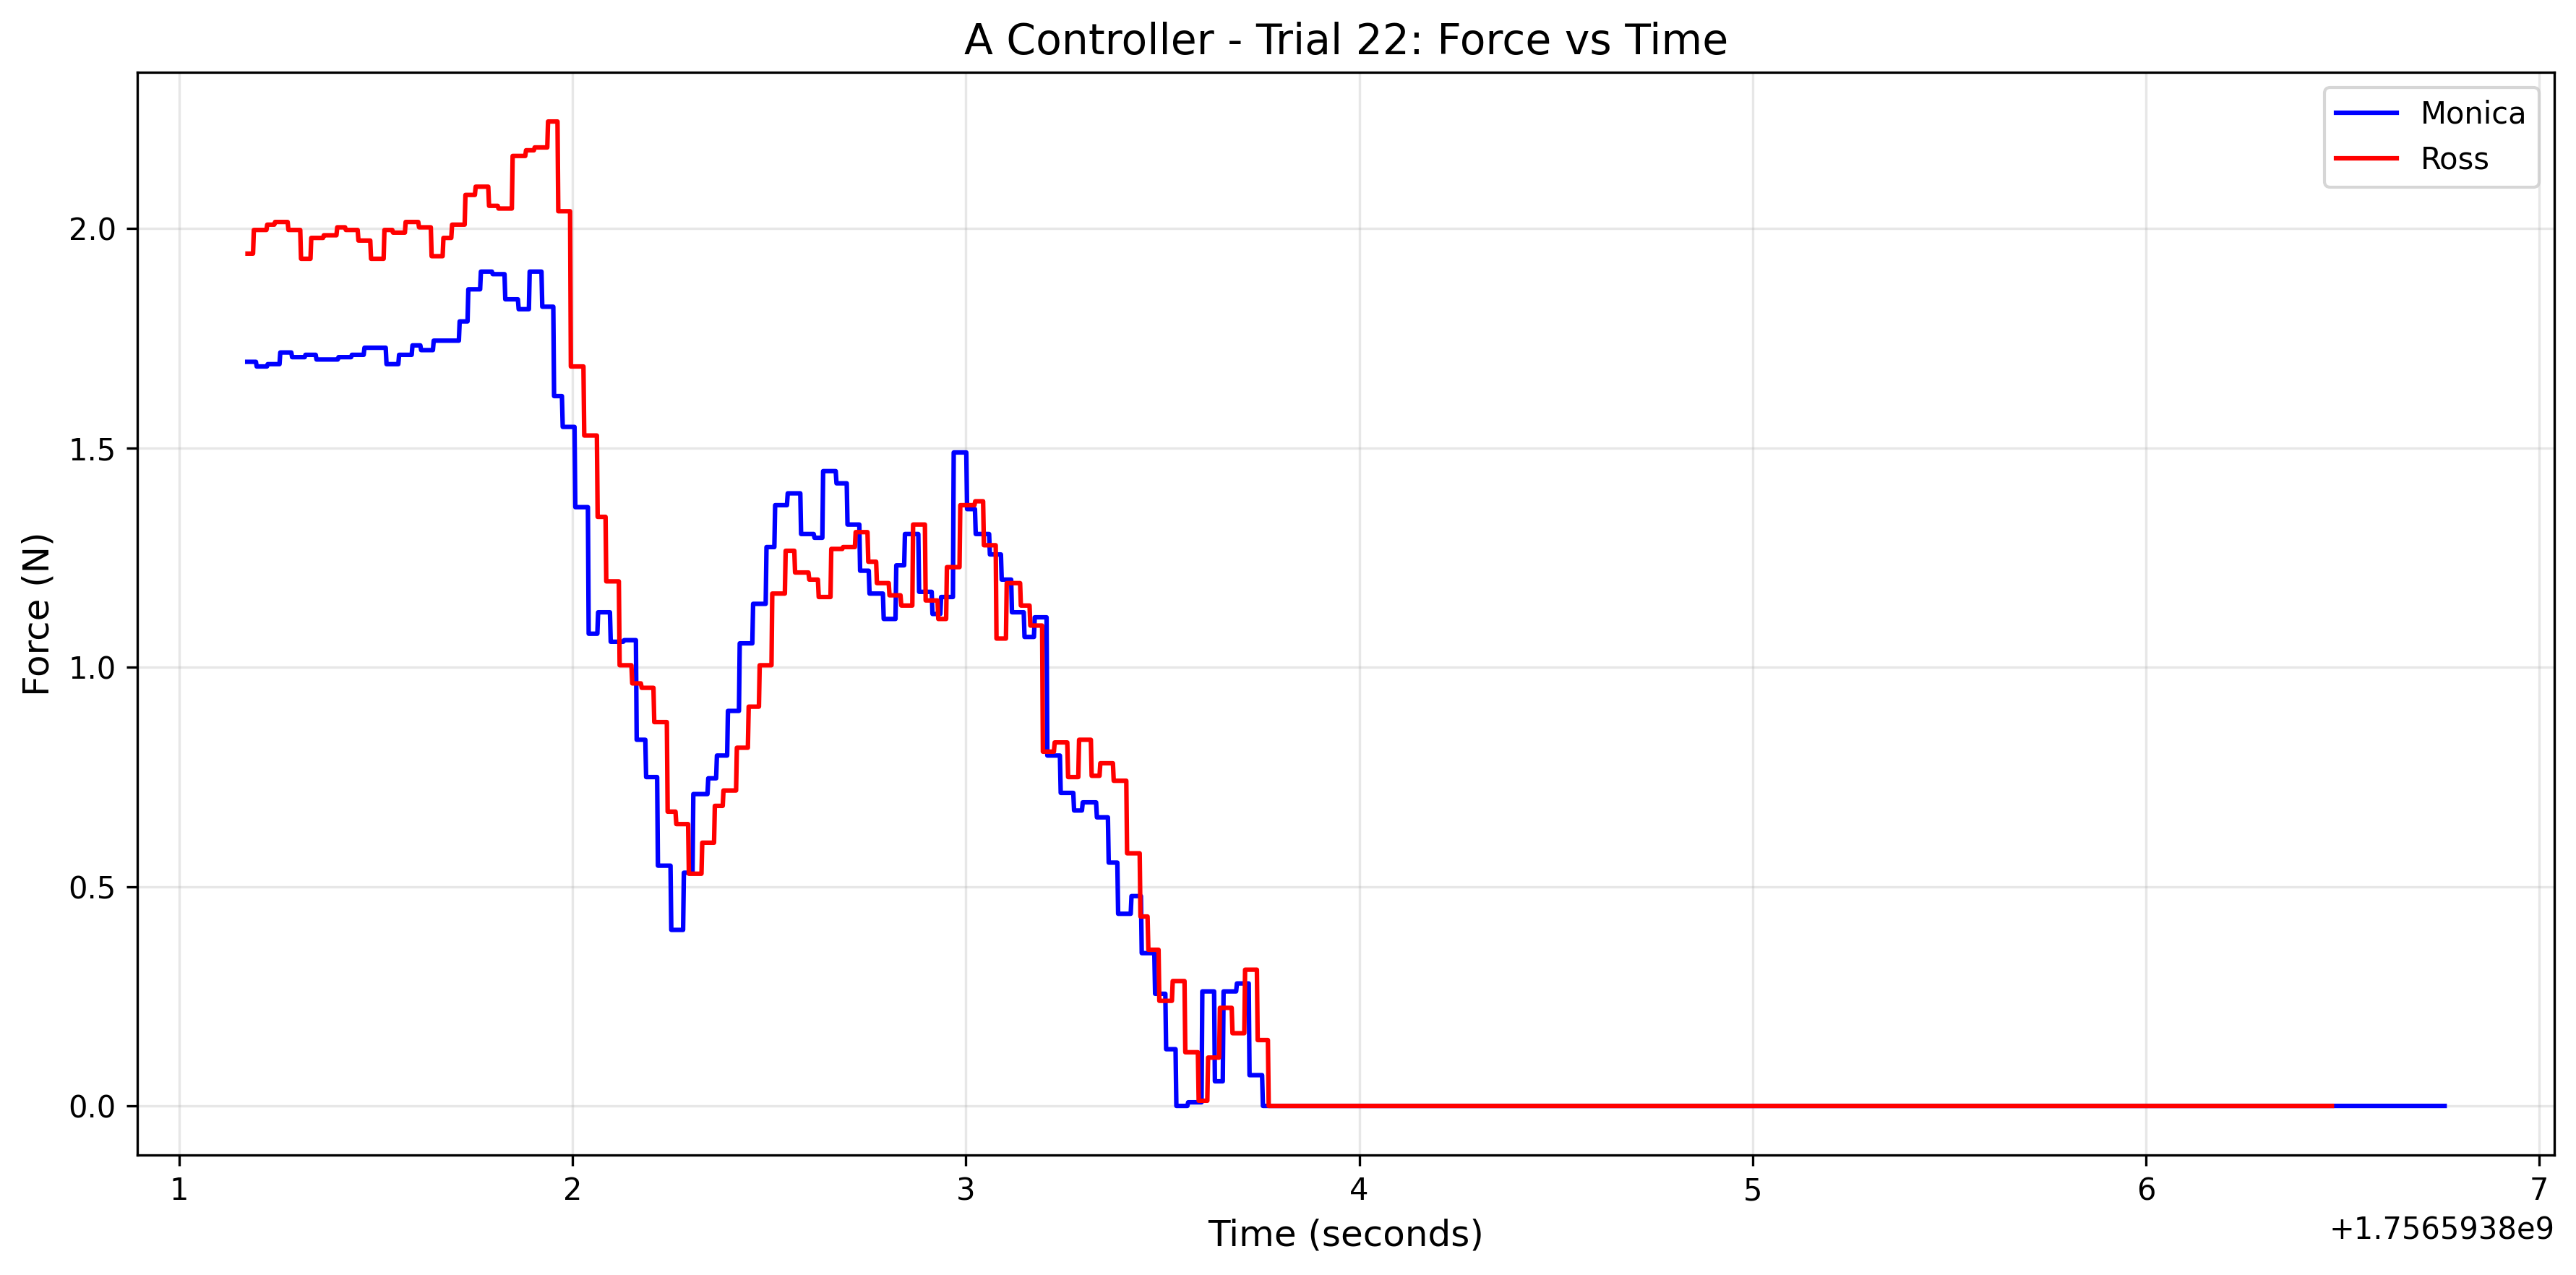 A Controller - Trial 22: Force vs Time
Monica
Ross
Force (N)
2.0
1.5
1.0
0.5
0.0
1 2 3 4 5 6 7
Time (seconds)
+1.7565938e9